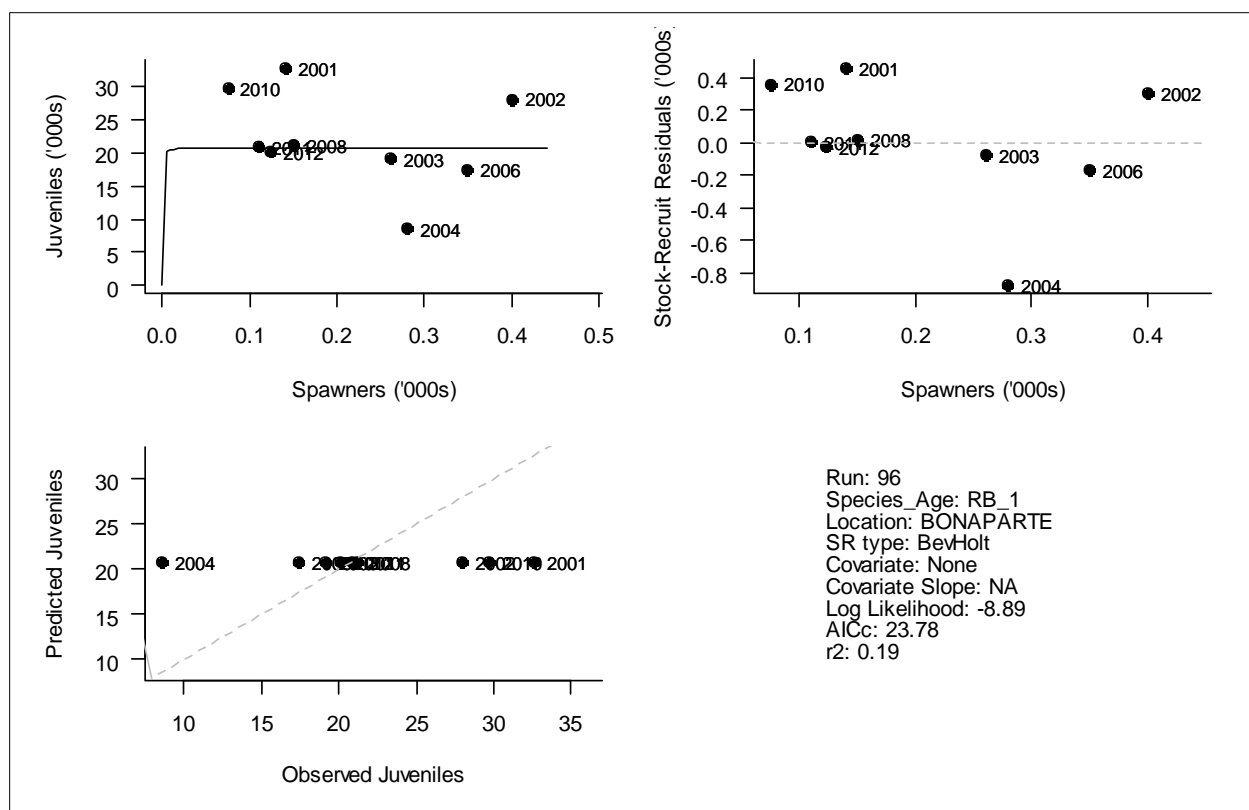 Juveniles ('000s)
30
25
20
15
10
5
0
2001
2010
2002
2011
2008
2012
2003
2006
2004
0.0 0.1 0.2 0.3 0.4 0.5
Spawners ('000s)
Stock-Recruit Residuals ('000s
0.4
0.2
0.0
-0.2
-0.4
-0.6
-0.8
2001
2010
2002
2008
2012
2003
2006
2004
0.1 0.2 0.3 0.4
Spawners ('000s)
Predicted Juveniles
30
25
20
15
10
2004
2008
2002
2010
2001
10 15 20 25 30 35
Observed Juveniles
Run: 96
Species_Age: RB_1
Location: BONAPARTE
SR type: BevHolt
Covariate: None
Covariate Slope: NA
Log Likelihood: -8.89
AICc: 23.78
r2: 0.19